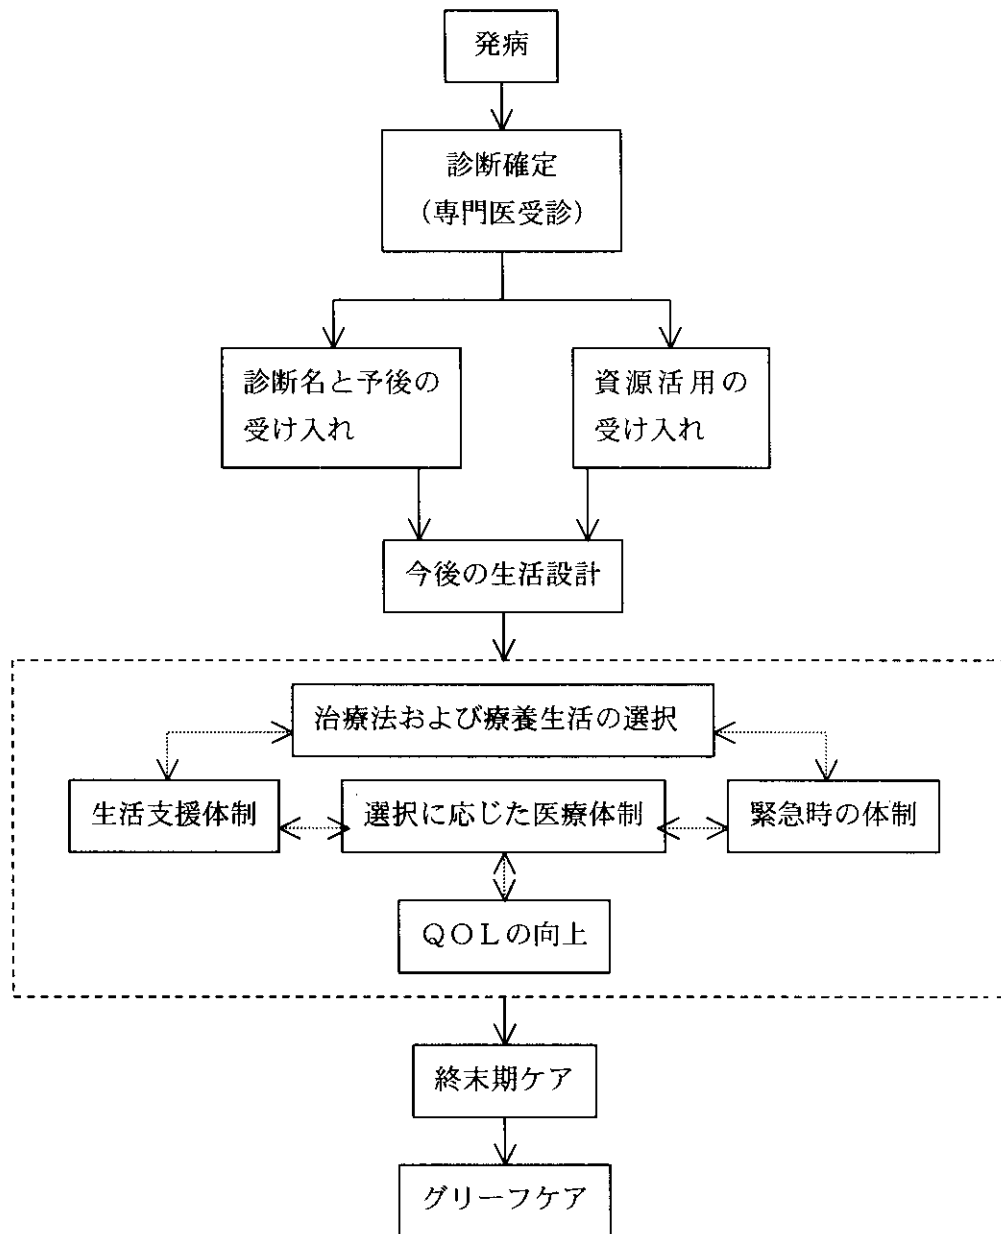 発病
診断確定
（専門医受診）
診断名と予後の
受け入れ
資源活用の
受け入れ
今後の生活設計
治療法および療養生活の選択
生活支援体制
選択に応じた医療体制
緊急時の体制
ＱＯＬの向上
終末期ケア
グリーフケア